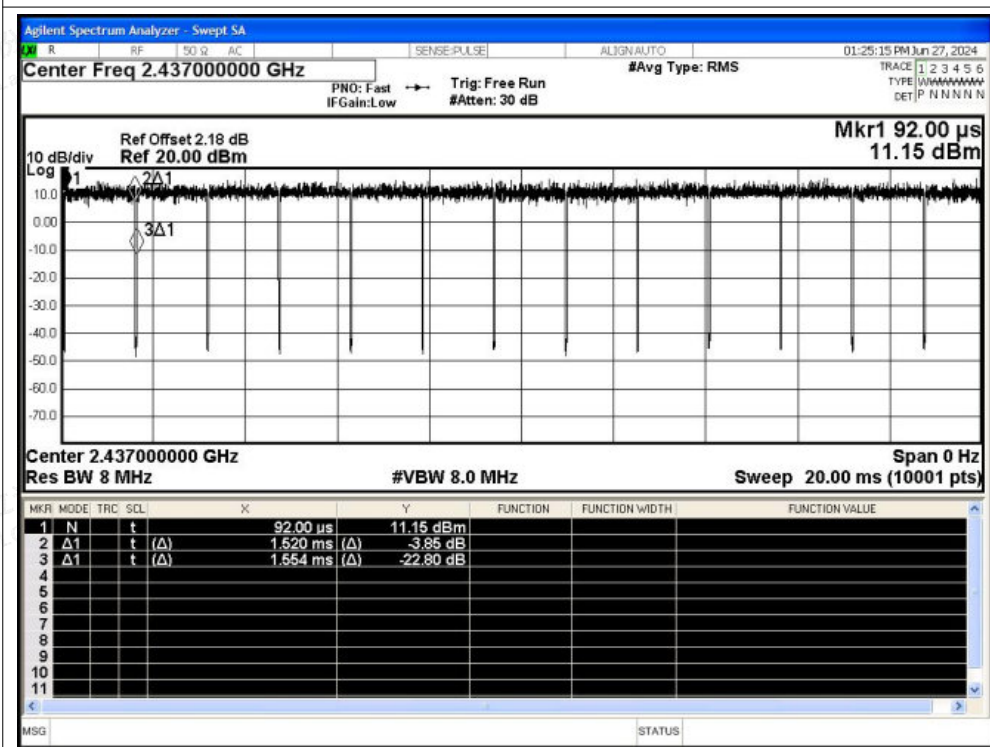 Agilent Spectrum Analyzer - Swept SA
R RF 50 Ω AC SENSE:PULSE ALIGN AUTO 01:25:15 PM Jun 27, 2024
Center Freq 2.437000000 GHz
PNO: Fast
IFGain:Low
Trig: Free Run
#Atten: 30 dB
#Avg Type: RMS
TRACE 1 2 3 4 5 6
TYPE WWWWWW
DET P N N N N N
Mkr1 92.00 µs
11.15 dBm
Ref Offset 2.18 dB
10 dB/div Ref 20.00 dBm
Log
1 2Δ1
10.0
0.00
3Δ1
-10.0
-20.0
-30.0
-40.0
-50.0
-60.0
-70.0
Center 2.437000000 GHz Span 0 Hz
Res BW 8 MHz #VBW 8.0 MHz Sweep 20.00 ms (10001 pts)
MKR MODE TRC SCL X Y FUNCTION FUNCTION WIDTH FUNCTION VALUE
1 N t 92.00 µs 11.15 dBm
2 Δ1 t (Δ) 1.520 ms (Δ) -3.85 dB
3 Δ1 t (Δ) 1.554 ms (Δ) -22.80 dB
4
5
6
7
8
9
10
11
MSG STATUS